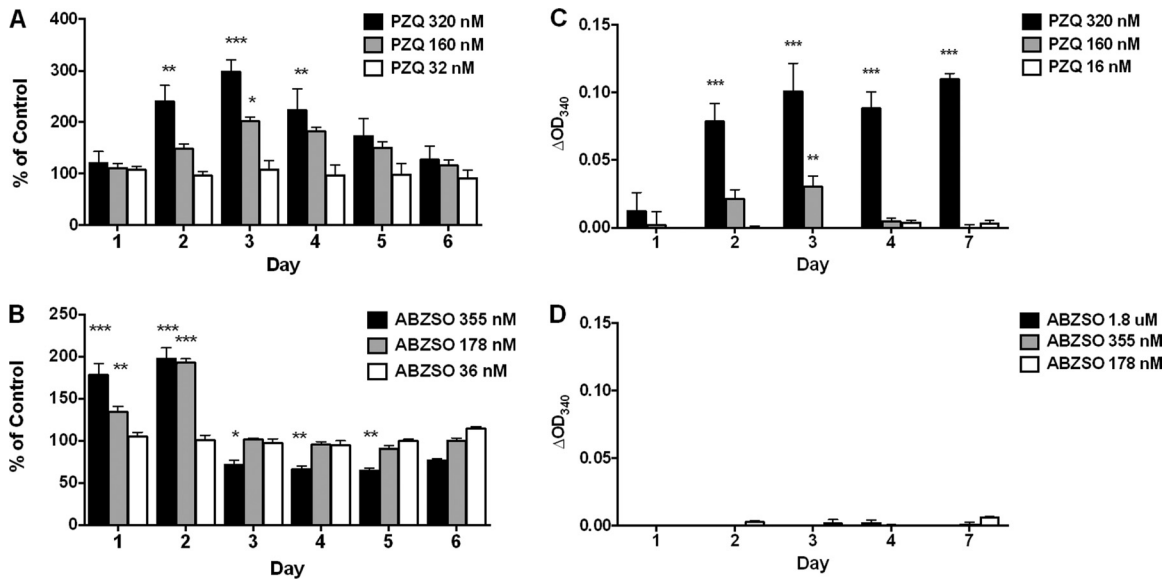 A
% of Control
400
300
200
100
0
** *** * **
PZQ 320 nM
PZQ 160 nM
PZQ 32 nM
1 2 3 4 5 6
Day
B
% of Control
250
200
150
100
50
0
*** ** *** *** * ** **
ABZSO 355 nM
ABZSO 178 nM
ABZSO 36 nM
1 2 3 4 5 6
Day
C
ΔOD340
0.15
0.10
0.05
0.00
*** *** ** *** ***
PZQ 320 nM
PZQ 160 nM
PZQ 16 nM
1 2 3 4 7
Day
D
ΔOD340
0.15
0.10
0.05
0.00
ABZSO 1.8 uM
ABZSO 355 nM
ABZSO 178 nM
1 2 3 4 7
Day